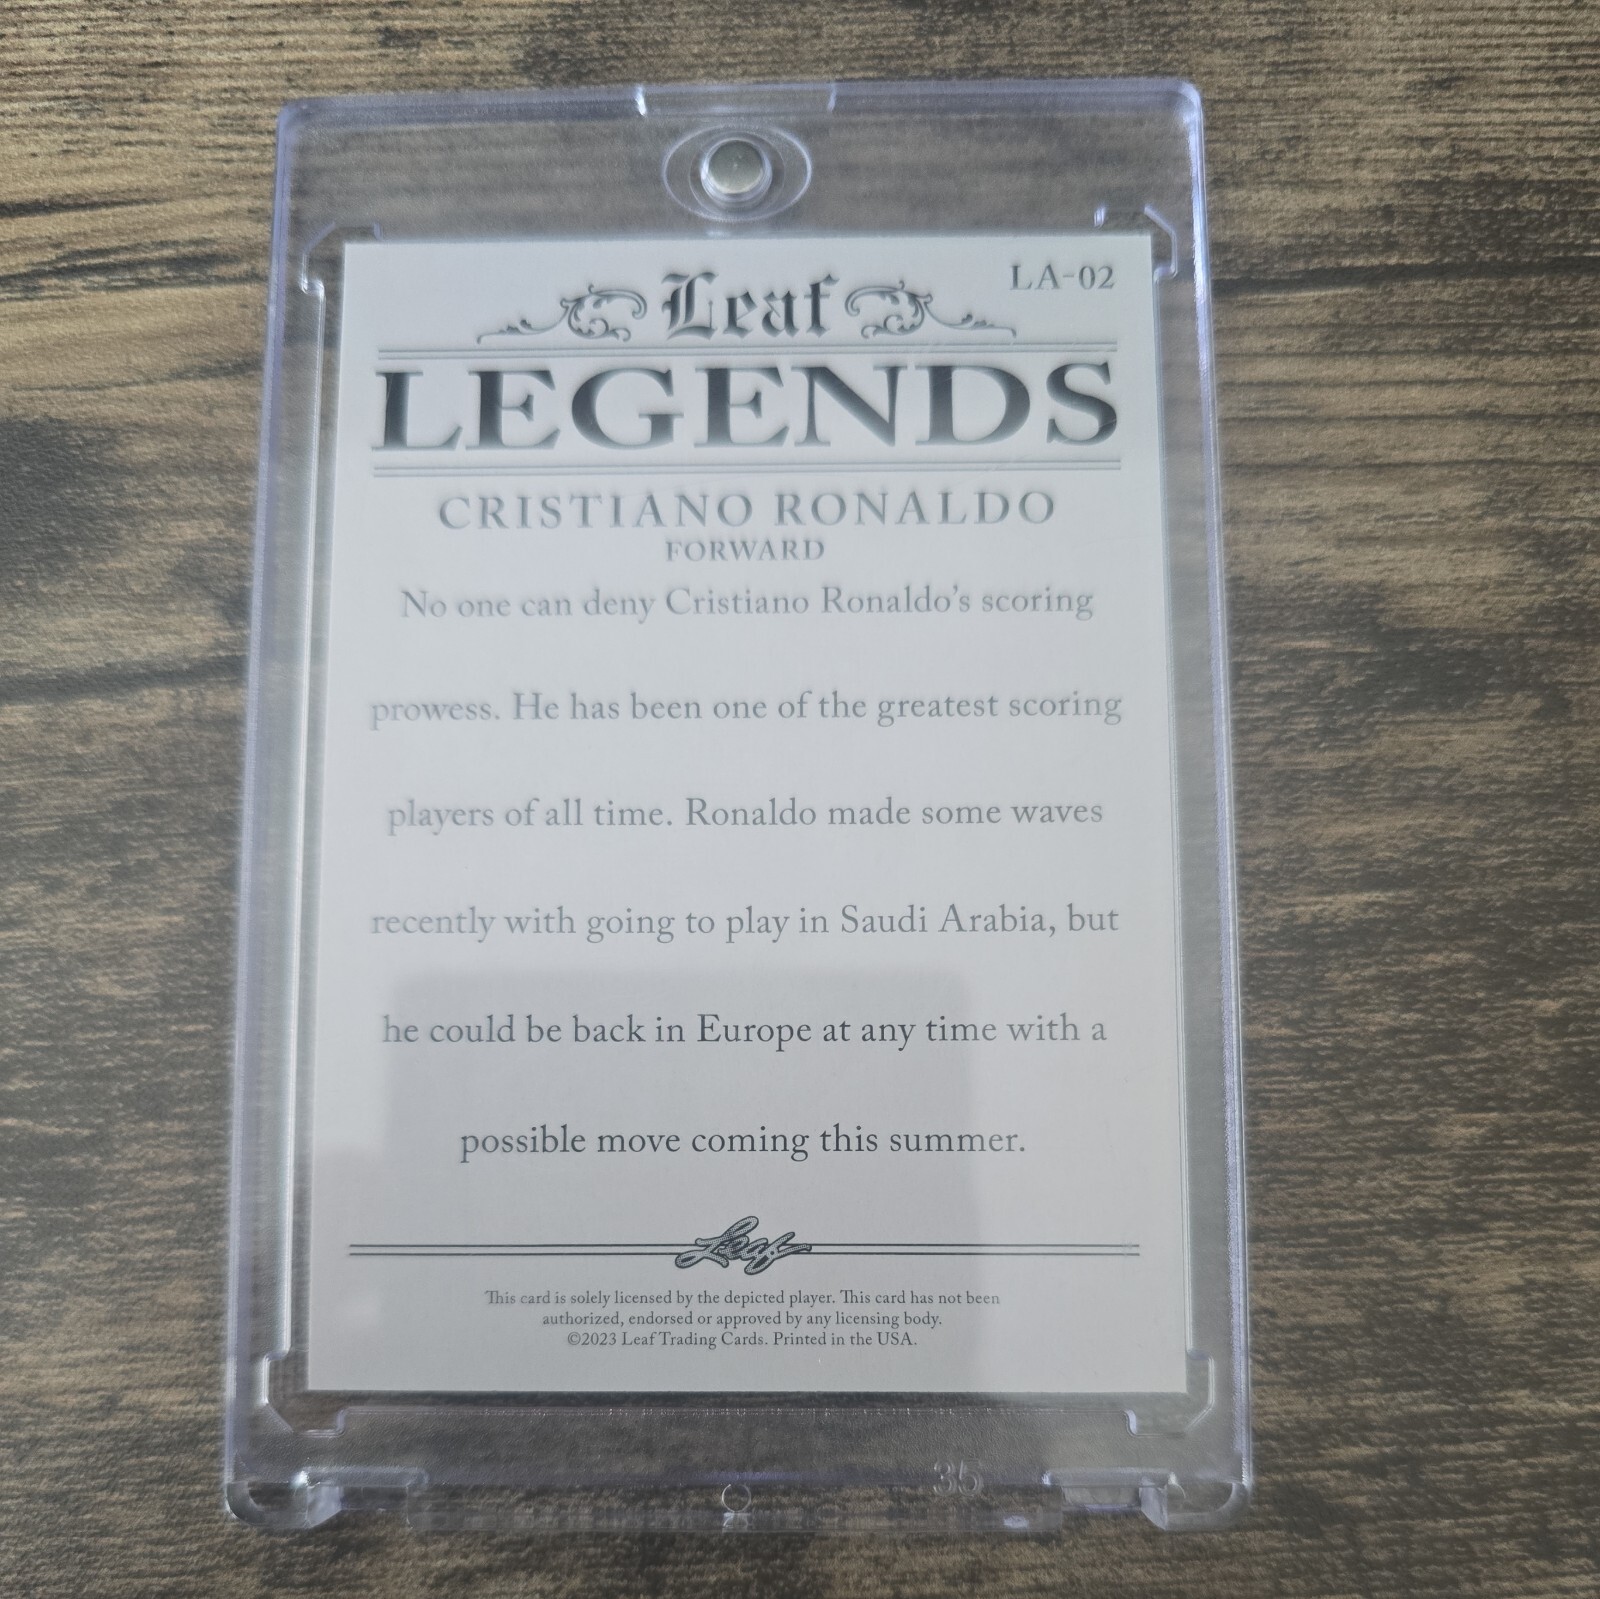 LA-02
Leaf
LEGENDS
CRISTIANO RONALDO
FORWARD
No one can deny Cristiano Ronaldo's scoring
prowess. He has been one of the greatest scoring
players of all time. Ronaldo made some waves
recently with going to play in Saudi Arabia, but
he could be back in Europe at any time with a
possible move coming this summer.
Leaf
This card is solely licensed by the depicted player. This card has not been
authorized, endorsed or approved by any licensing body.
©2023 Leaf Trading Cards. Printed in the USA.
35